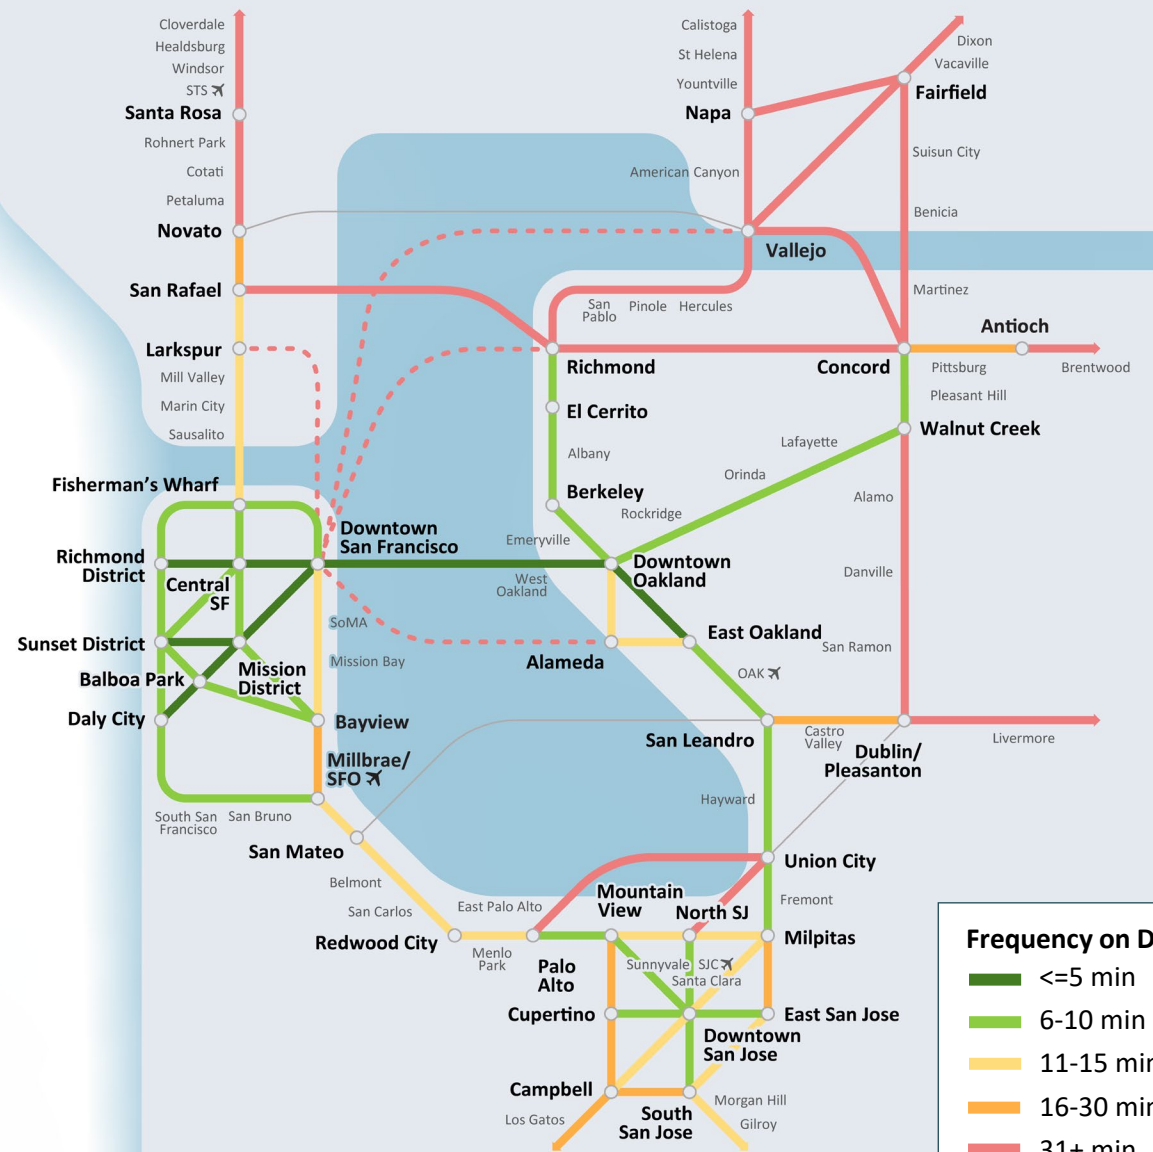 Cloverdale
Healdsburg
Windsor
STS
Santa Rosa
Rohnert Park
Cotati
Petaluma
Novato
San Rafael
Larkspur
Mill Valley
Marin City
Sausalito
Calistoga
St Helena
Yountville
Napa
American Canyon
Vallejo
Dixon
Vacaville
Fairfield
Suisun City
Benicia
Martinez
San
Pablo
Pinole
Hercules
Richmond
Concord
Antioch
Pittsburg
Brentwood
Pleasant Hill
El Cerrito
Walnut Creek
Lafayette
Orinda
Albany
Berkeley
Rockridge
Emeryville
Alamo
Danville
San Ramon
Fisherman's Wharf
Downtown
San Francisco
Richmond
District
Central
SF
West
Oakland
Downtown
Oakland
SoMA
Sunset District
Mission Bay
Balboa Park
Mission
District
Daly City
Bayview
Alameda
East Oakland
OAK
San Leandro
Castro
Valley
Dublin/
Pleasanton
Livermore
Millbrae/
SFO
South San
Francisco
San Bruno
San Mateo
Belmont
San Carlos
Redwood City
Hayward
Union City
Fremont
East Palo Alto
Mountain
View
North SJ
Milpitas
Menlo
Park
Palo
Alto
Sunnyvale
SJC
Santa Clara
Cupertino
East San Jose
Downtown
San Jose
Campbell
Los Gatos
South
San Jose
Morgan Hill
Gilroy
Frequency on D
<=5 min
6-10 min
11-15 min
16-30 min
31+ min